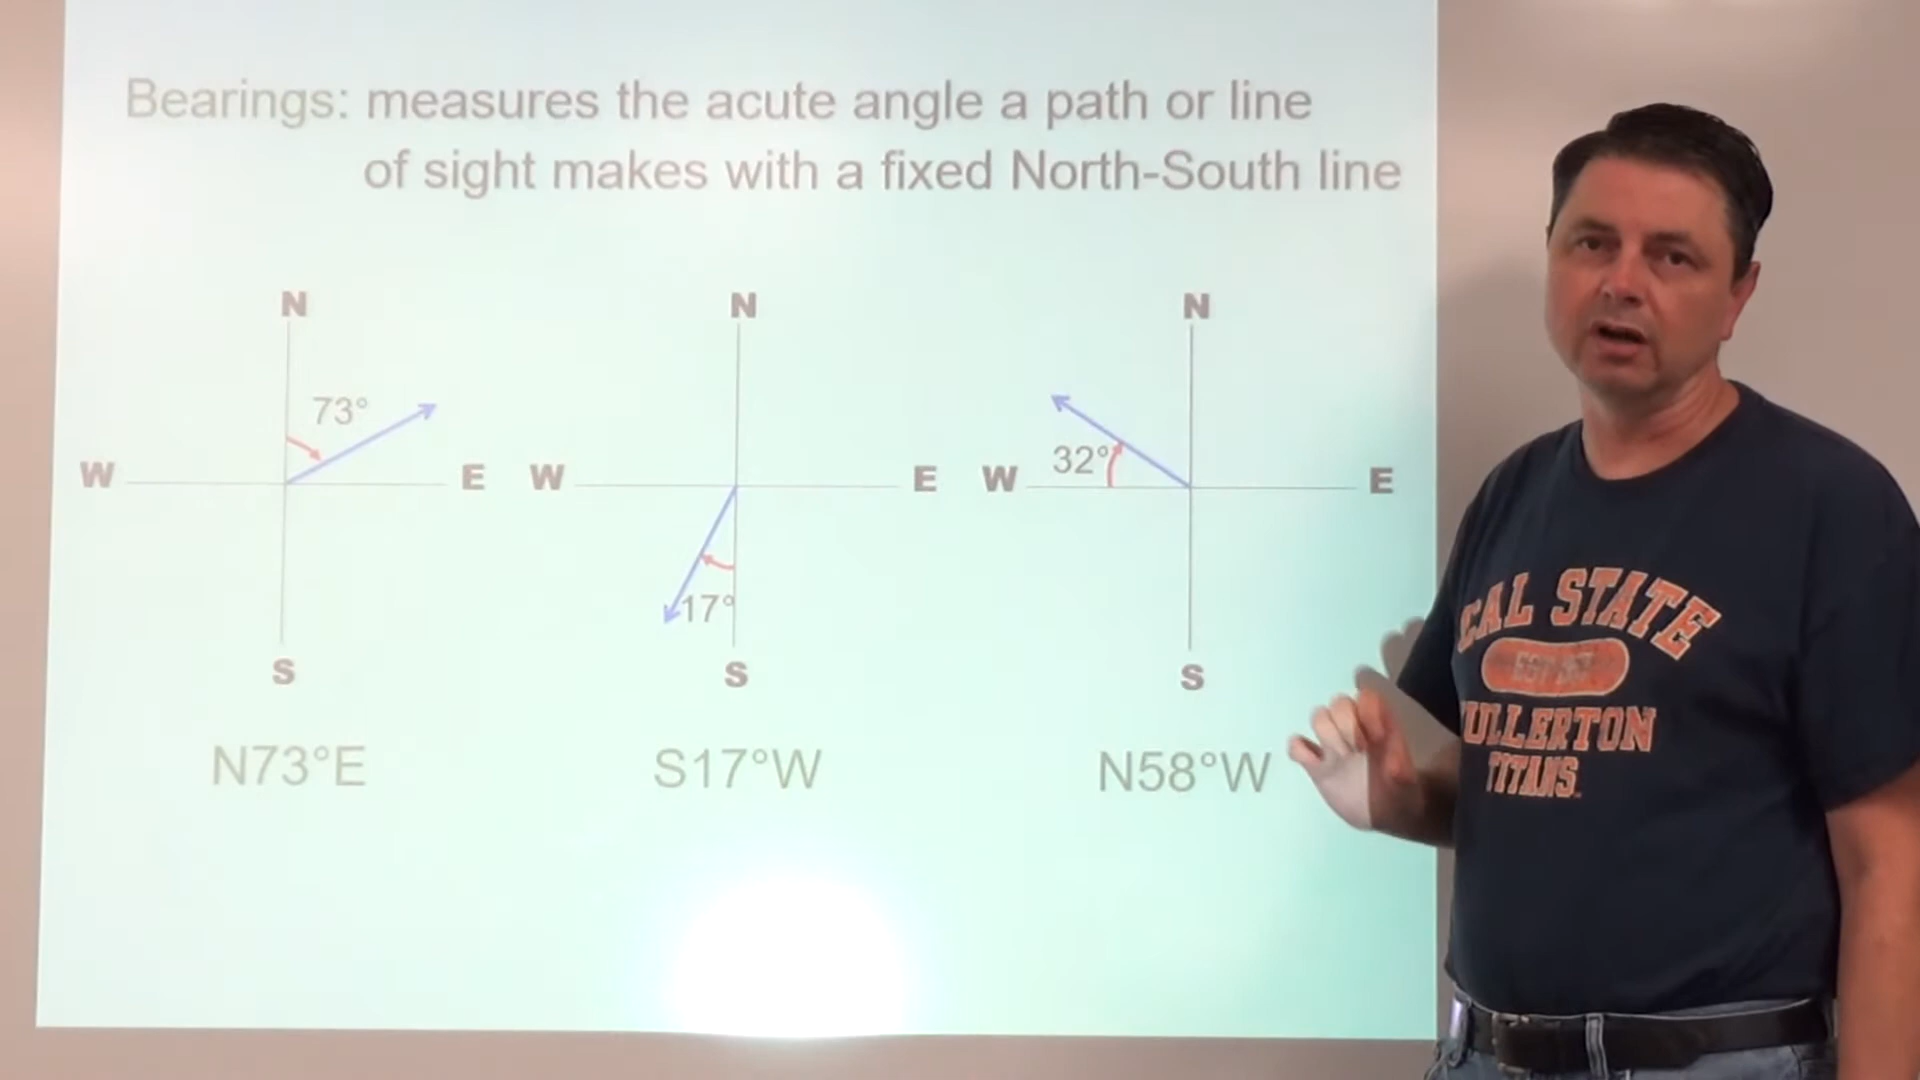 Bearings: measures the acute angle a path or line
of sight makes with a fixed North-South line
N
73°
W
E
S
N73°E
N
W
E
17°
S
S17°W
N
32°
W
E
S
N58°W
CAL STATE
FULLERTON
TITANS